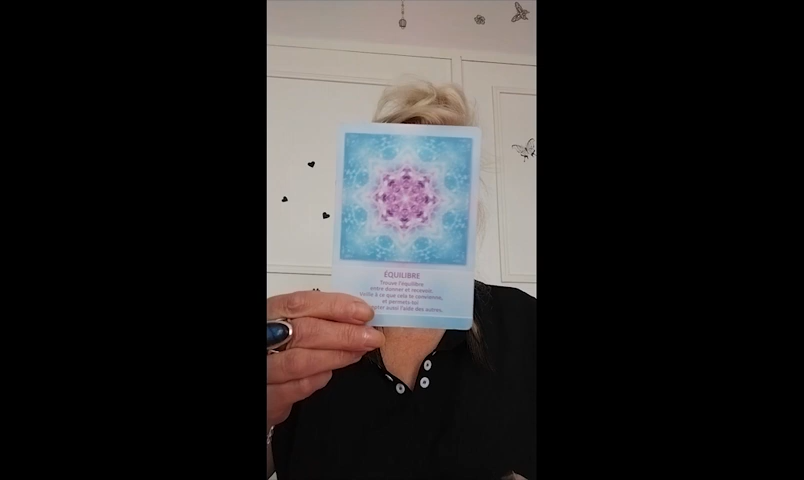 ÉQUILIBRE
Trouve l'équilibre
entre donner et recevoir.
Veille à ce que cela te convienne,
et permets-toi
aussi l'aide des autres.